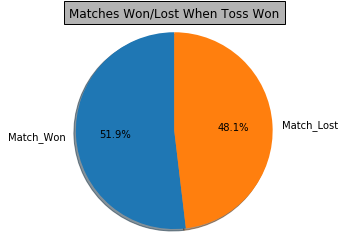 Matches Won/Lost When Toss Won
Match_Won
51.9%
48.1%
Match_Lost